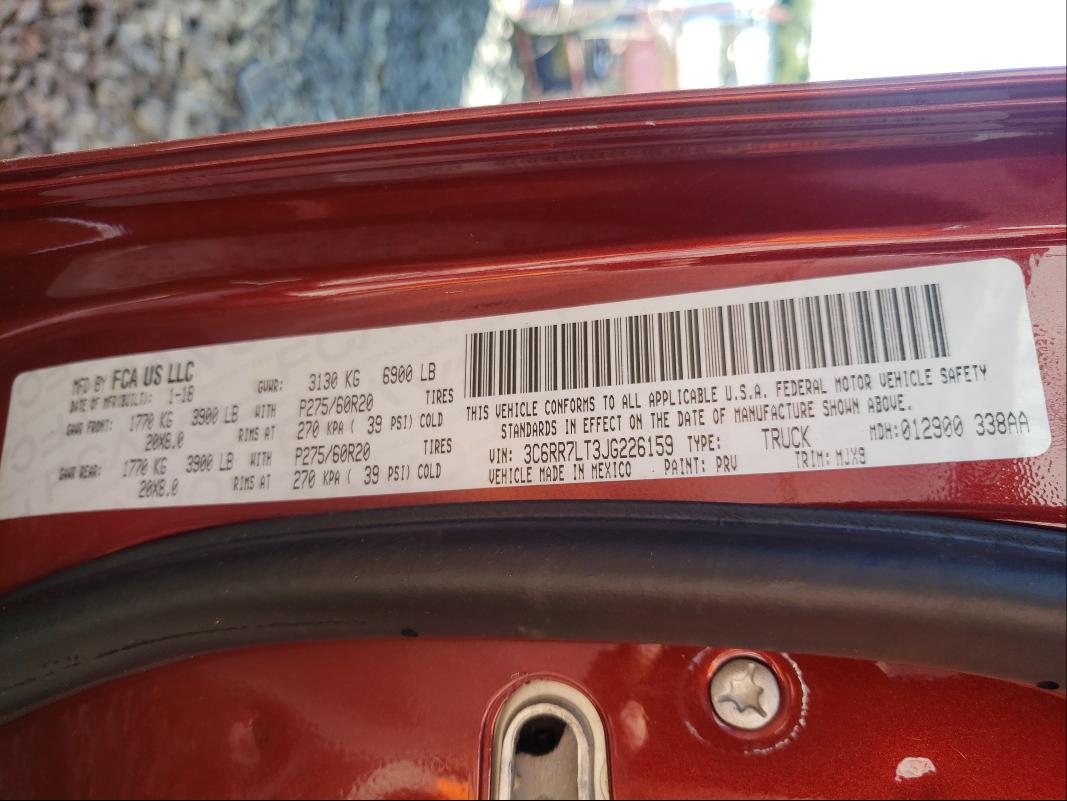 MFD BY FCA US LLC
DATE OF MFR(BUILT): 1-18
GVWR: 3130 KG 6900 LB
GAWR FRONT: 1770 KG 3900 LB WITH P275/60R20 TIRES
20X8.0 RIMS AT 270 KPA ( 39 PSI) COLD
GAWR REAR: 1770 KG 3900 LB WITH P275/60R20 TIRES
20X8.0 RIMS AT 270 KPA ( 39 PSI) COLD
THIS VEHICLE CONFORMS TO ALL APPLICABLE U.S.A. FEDERAL MOTOR VEHICLE SAFETY
STANDARDS IN EFFECT ON THE DATE OF MANUFACTURE SHOWN ABOVE.
VIN: 3C6RR7LT3JG226159 TYPE: TRUCK MDH:012900 338AA
VEHICLE MADE IN MEXICO PAINT: PRV TRIM: MJX9